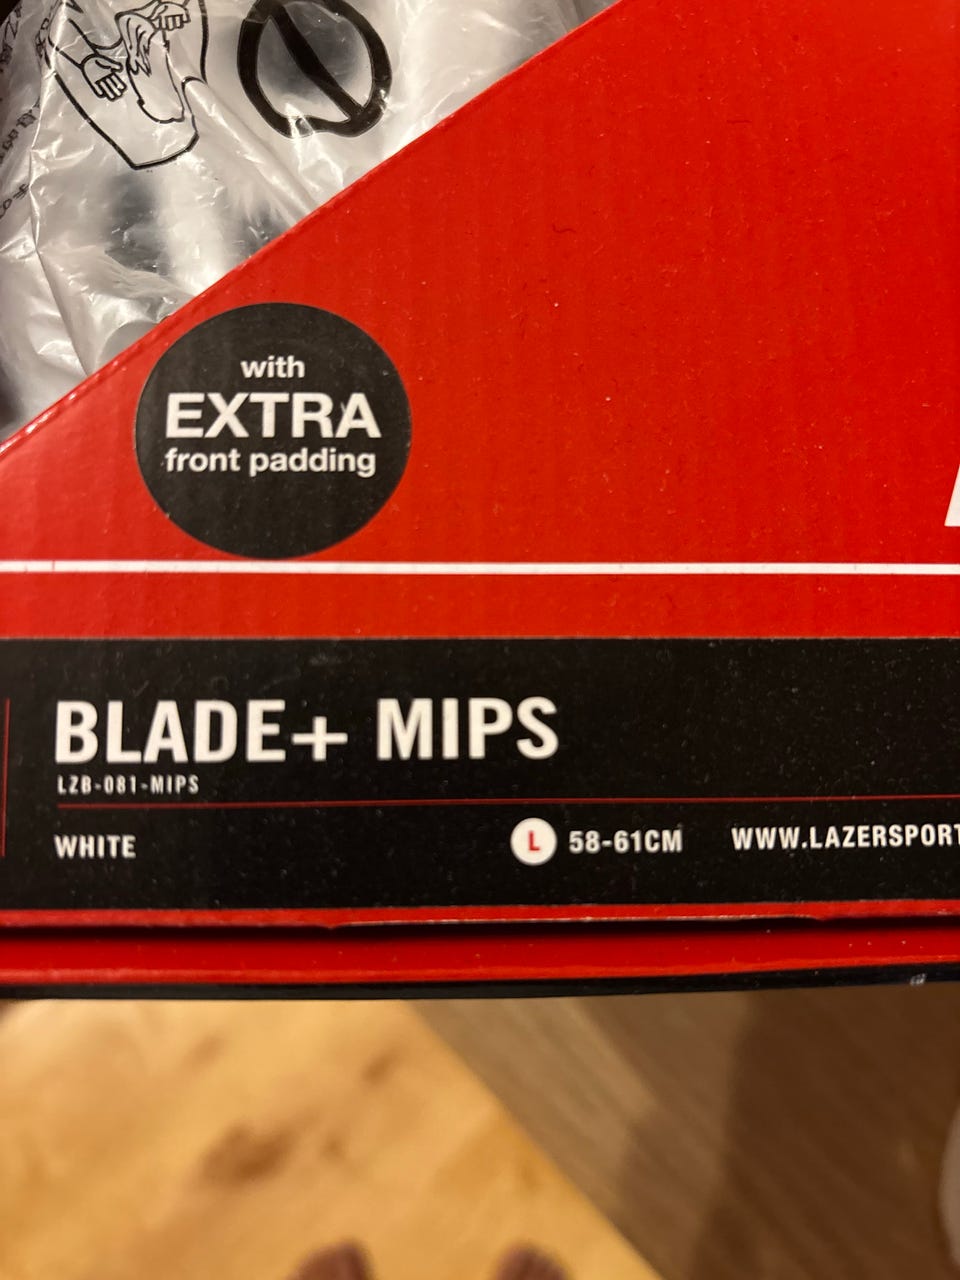 with
EXTRA
front padding
BLADE+ MIPS
LZB-081-MIPS
WHITE
L 58-61CM WWW.LAZERSPORT